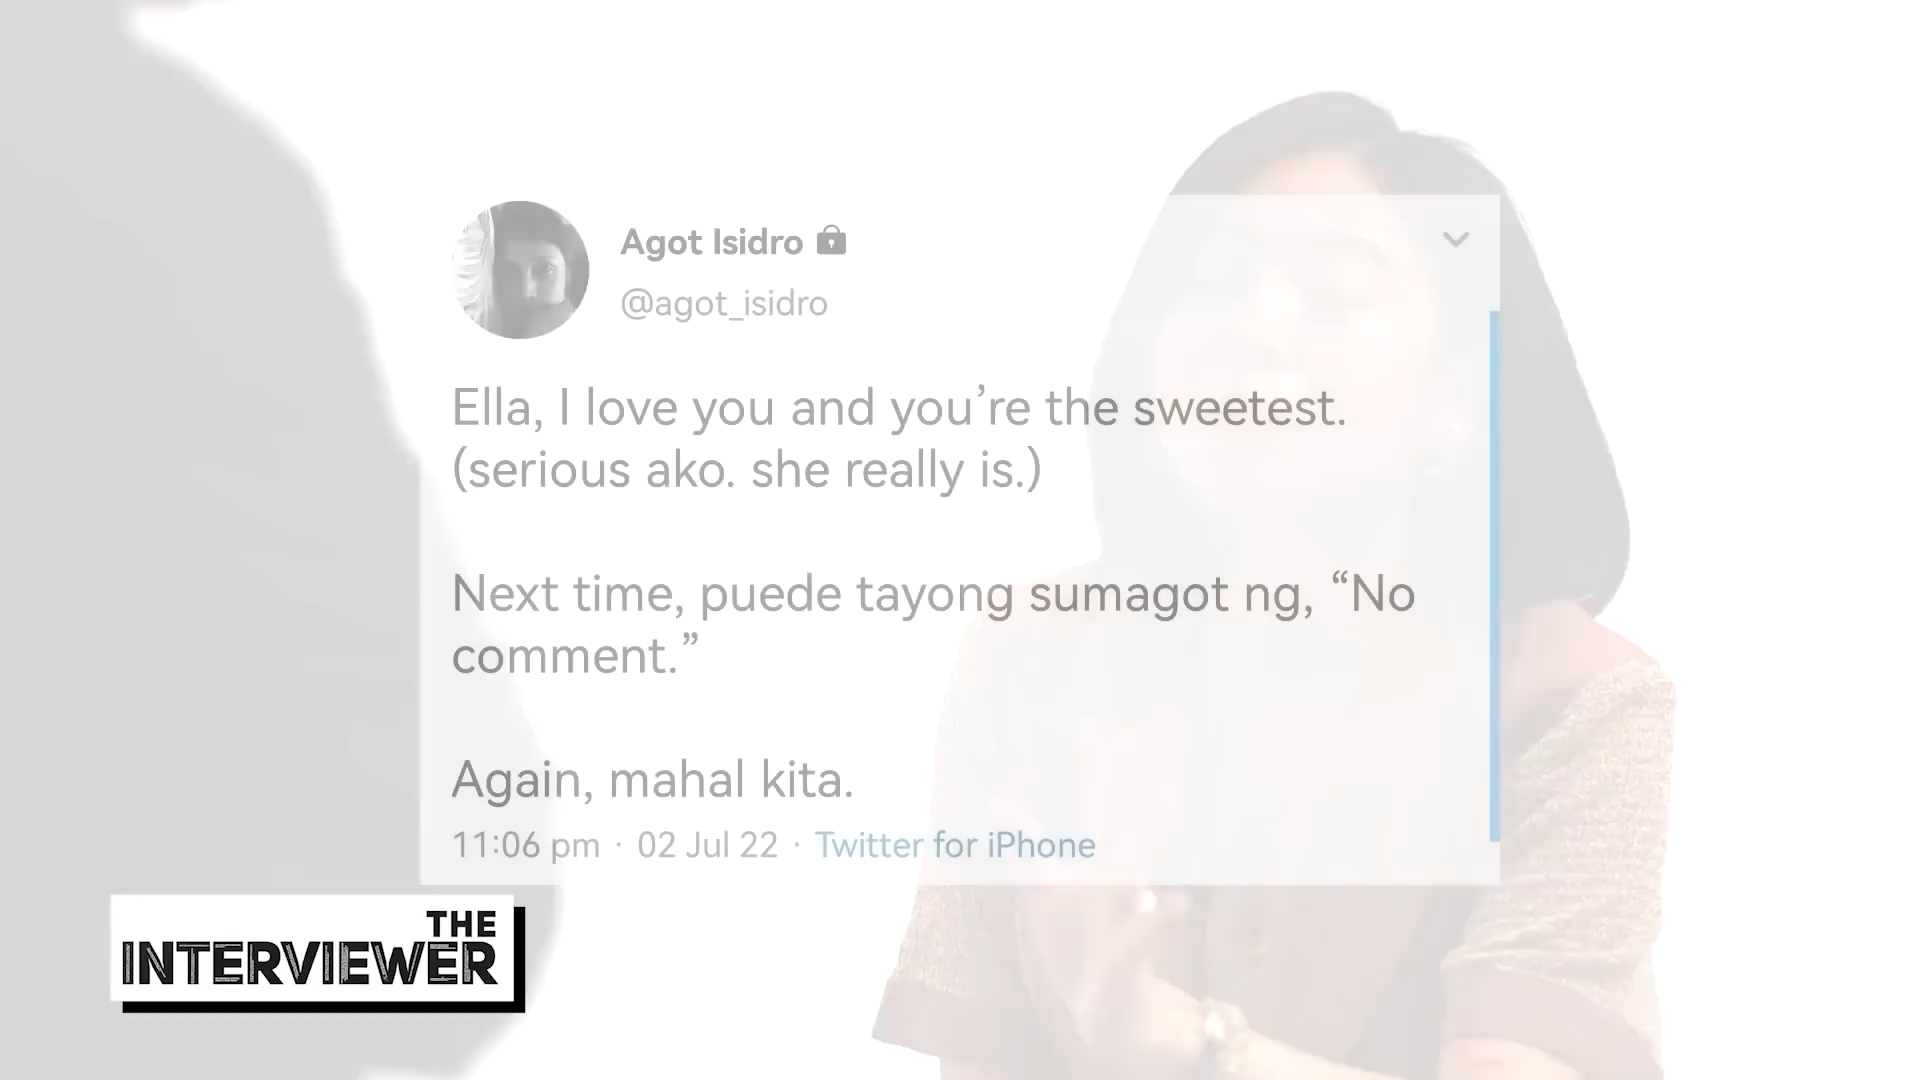 Agot Isidro
@agot_isidro
Ella, I love you and you’re the sweetest.
(serious ako. she really is.)
Next time, puede tayong sumagot ng, “No
comment.”
Again, mahal kita.
11:06 pm · 02 Jul 22 · Twitter for iPhone
THE
INTERVIEWER